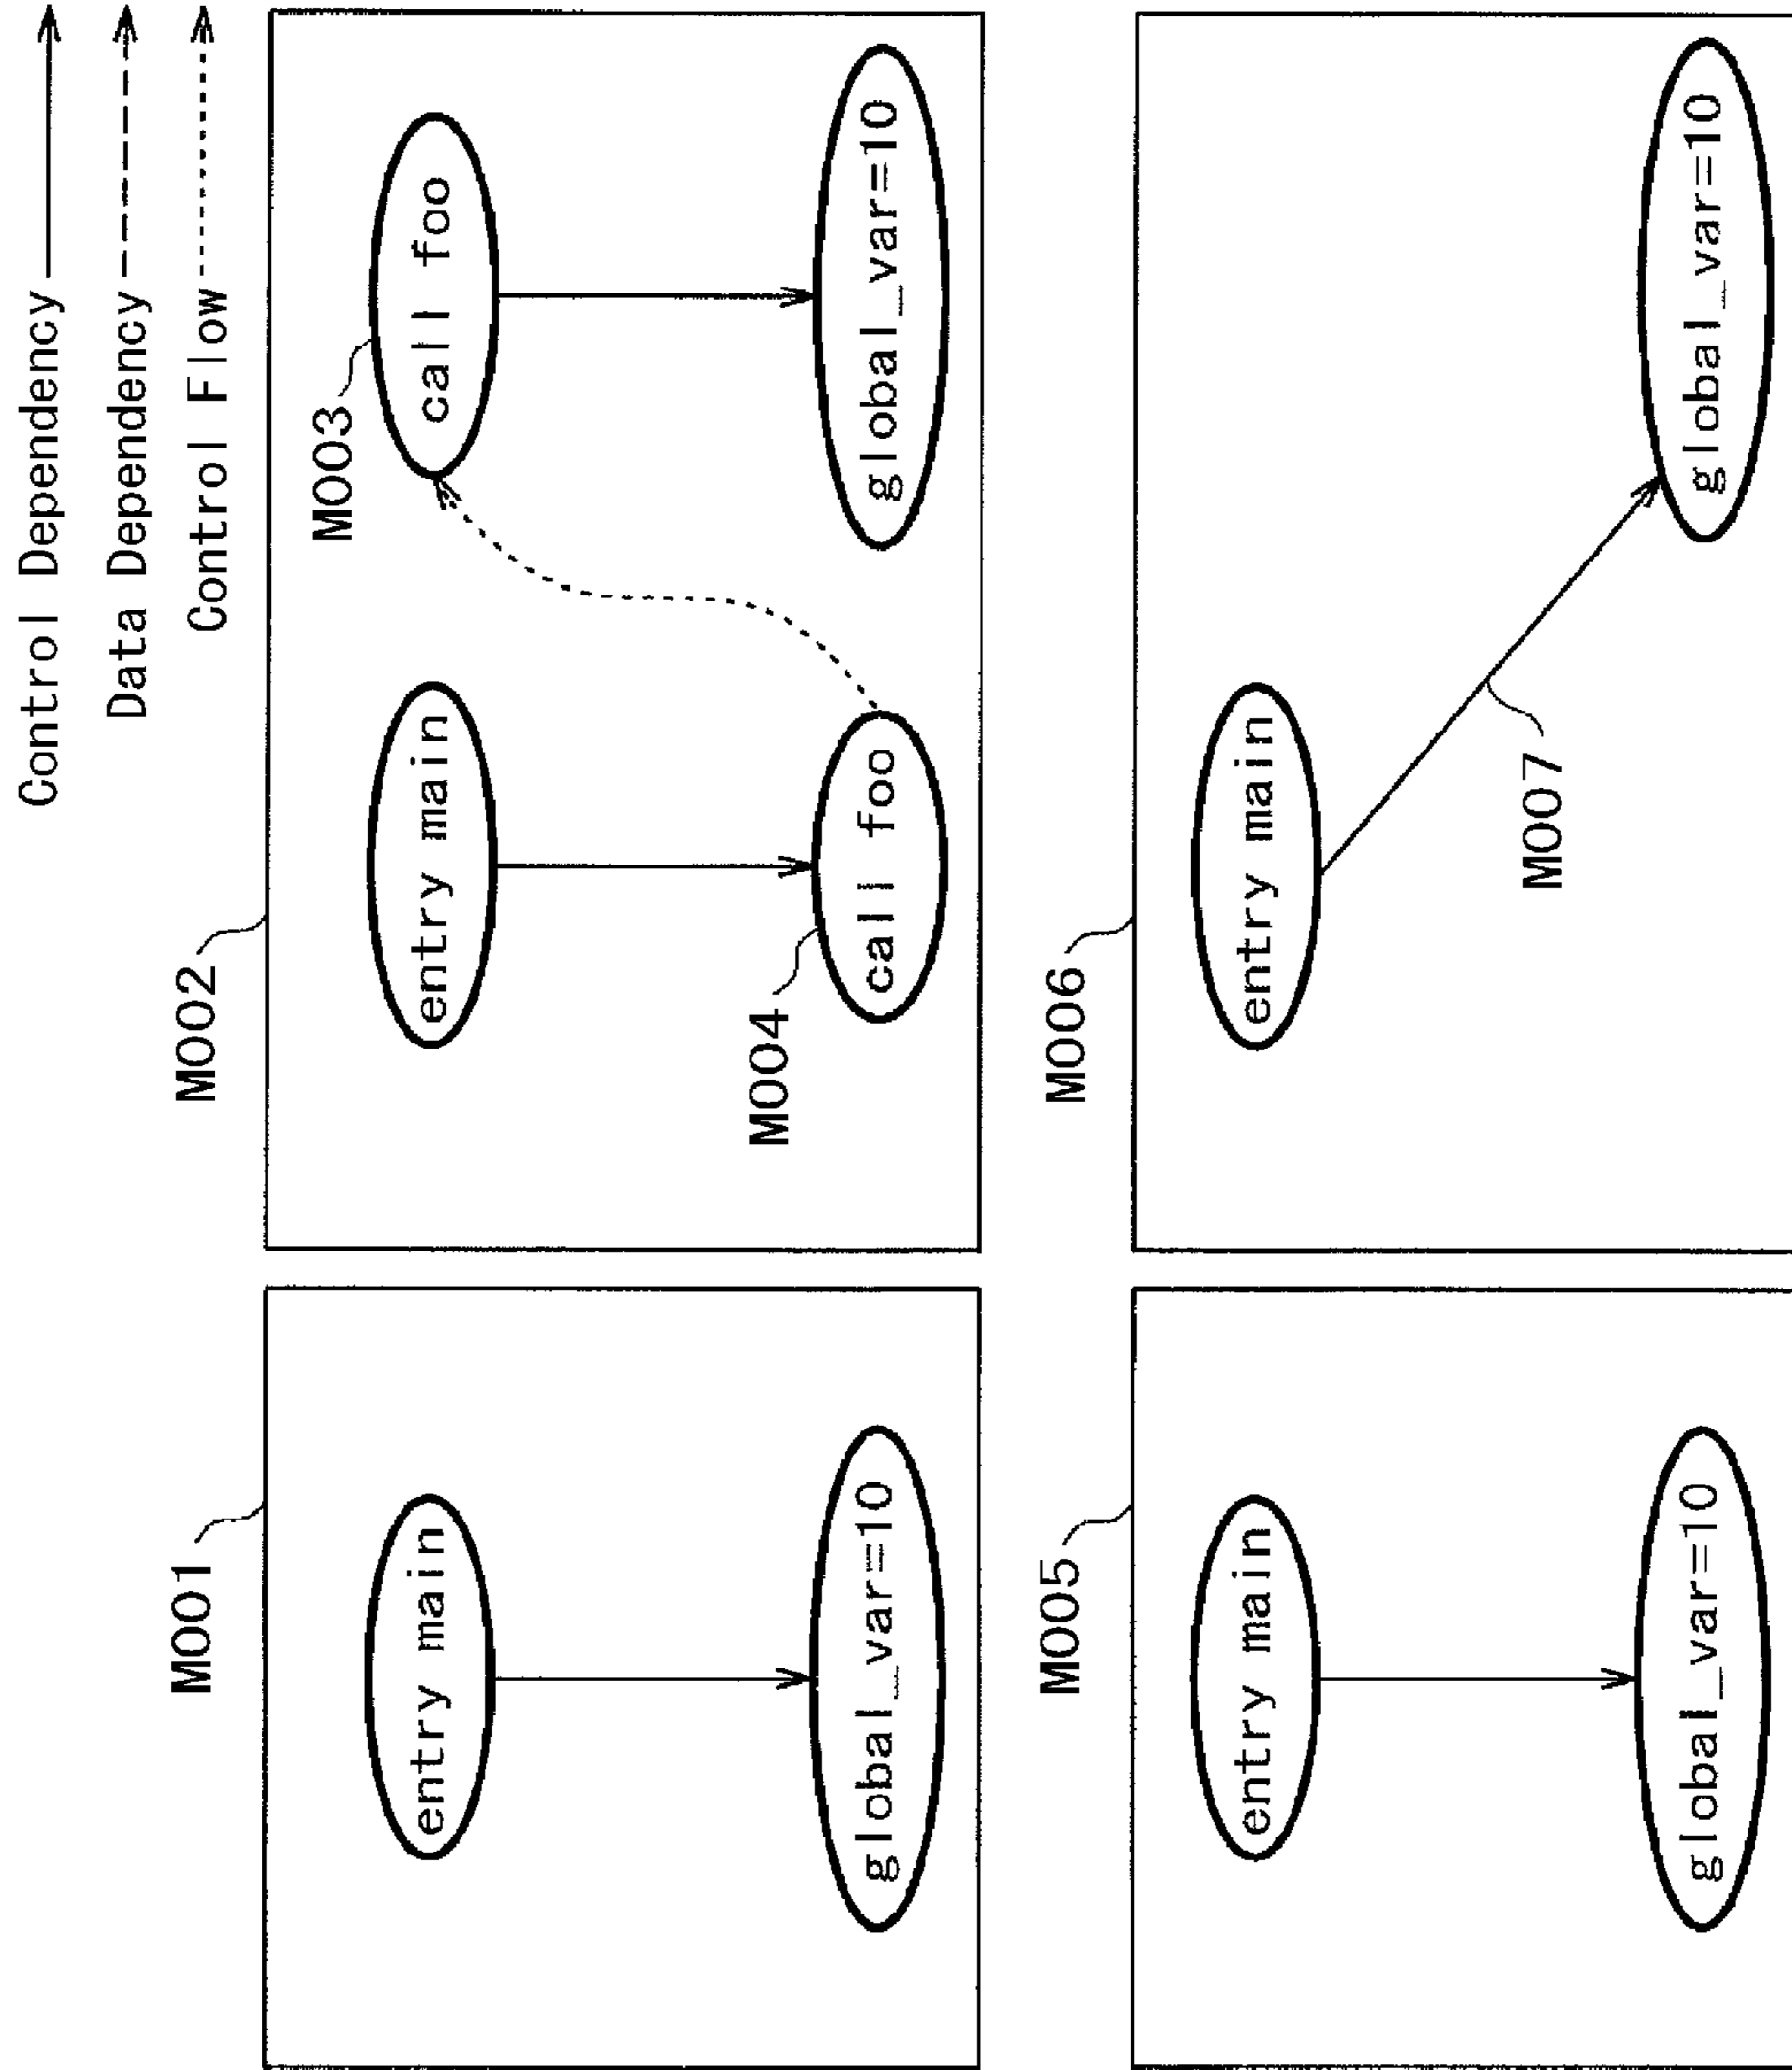 Control Dependency
Data Dependency
Control Flow
M001
entry main
global_var=10
M002
entry main
M004
call foo
M003
call foo
global_var=10
M005
entry main
global_var=10
M006
entry main
M007
global_var=10